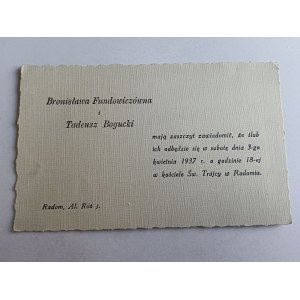 Bronisława Fundowiczówna
i
Tadeusz Bogucki
mają zaszczyt zawiadomić, że ślub
ich odbędzie się w sobotę dnia 3-go
kwietnia 1937 r. o godzinie 18-ej
w kościele Św. Trójcy w Radomiu.
Radom, Al. Róż 3.